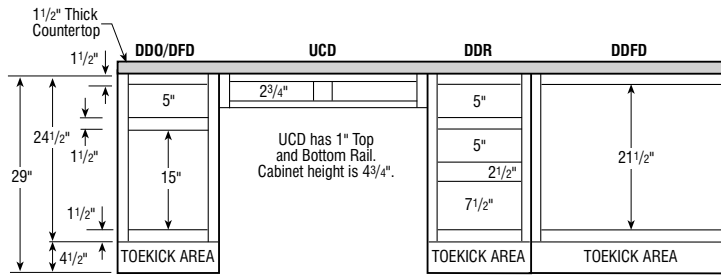 1 1/2" Thick
Countertop
DDO/DFD UCD DDR DDFD
1 1/2"
5" 2 3/4" 5"
24 1/2"
29"
1 1/2"
15"
UCD has 1" Top
and Bottom Rail.
Cabinet height is 4 3/4".
5"
2 1/2"
7 1/2"
21 1/2"
1 1/2"
4 1/2"
TOEKICK AREA TOEKICK AREA TOEKICK AREA